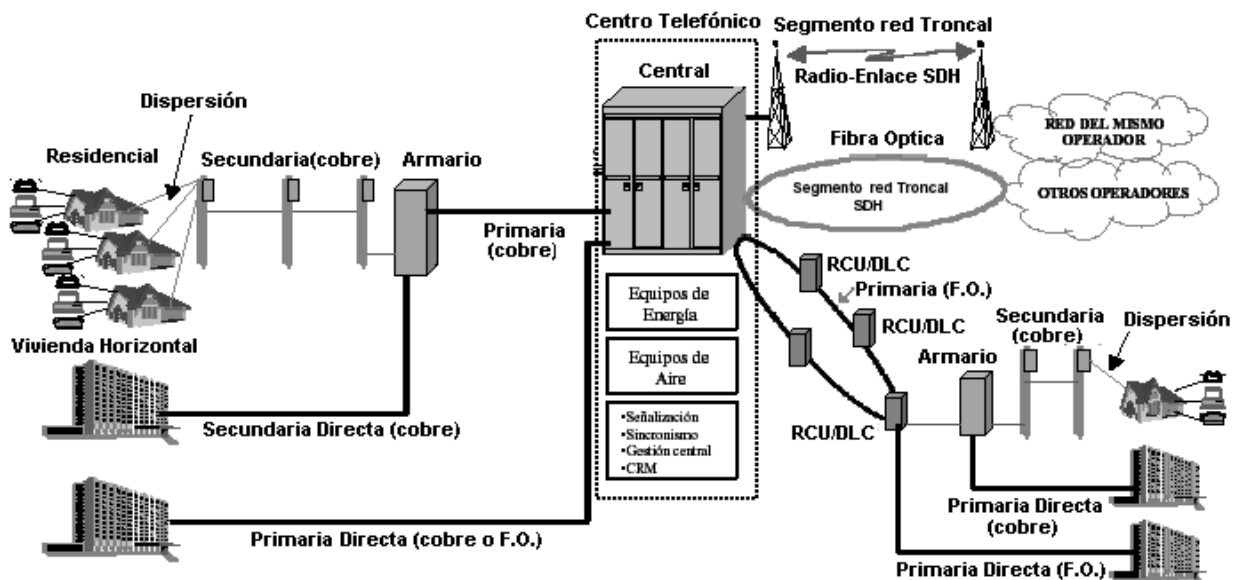 Centro Telefónico
Segmento red Troncal
Central
Radio-Enlace SDH
Dispersión
Residencial
Secundaria(cobre)
Armario
Fibra Optica
RED DEL MISMO
OPERADOR
Segmento red Troncal
SDH
OTROS OPERADORES
Primaria
(cobre)
RCU/DLC
Primaria (F.O.)
RCU/DLC
Equipos de
Energía
Secundaria
(cobre)
Dispersión
Vivienda Horizontal
Armario
Equipos de
Aire
•Señalización
•Sincronismo
•Gestión central
•CRM
Secundaria Directa (cobre)
RCU/DLC
Primaria Directa
(cobre)
Primaria Directa (cobre o F.O.)
Primaria Directa (F.O.)